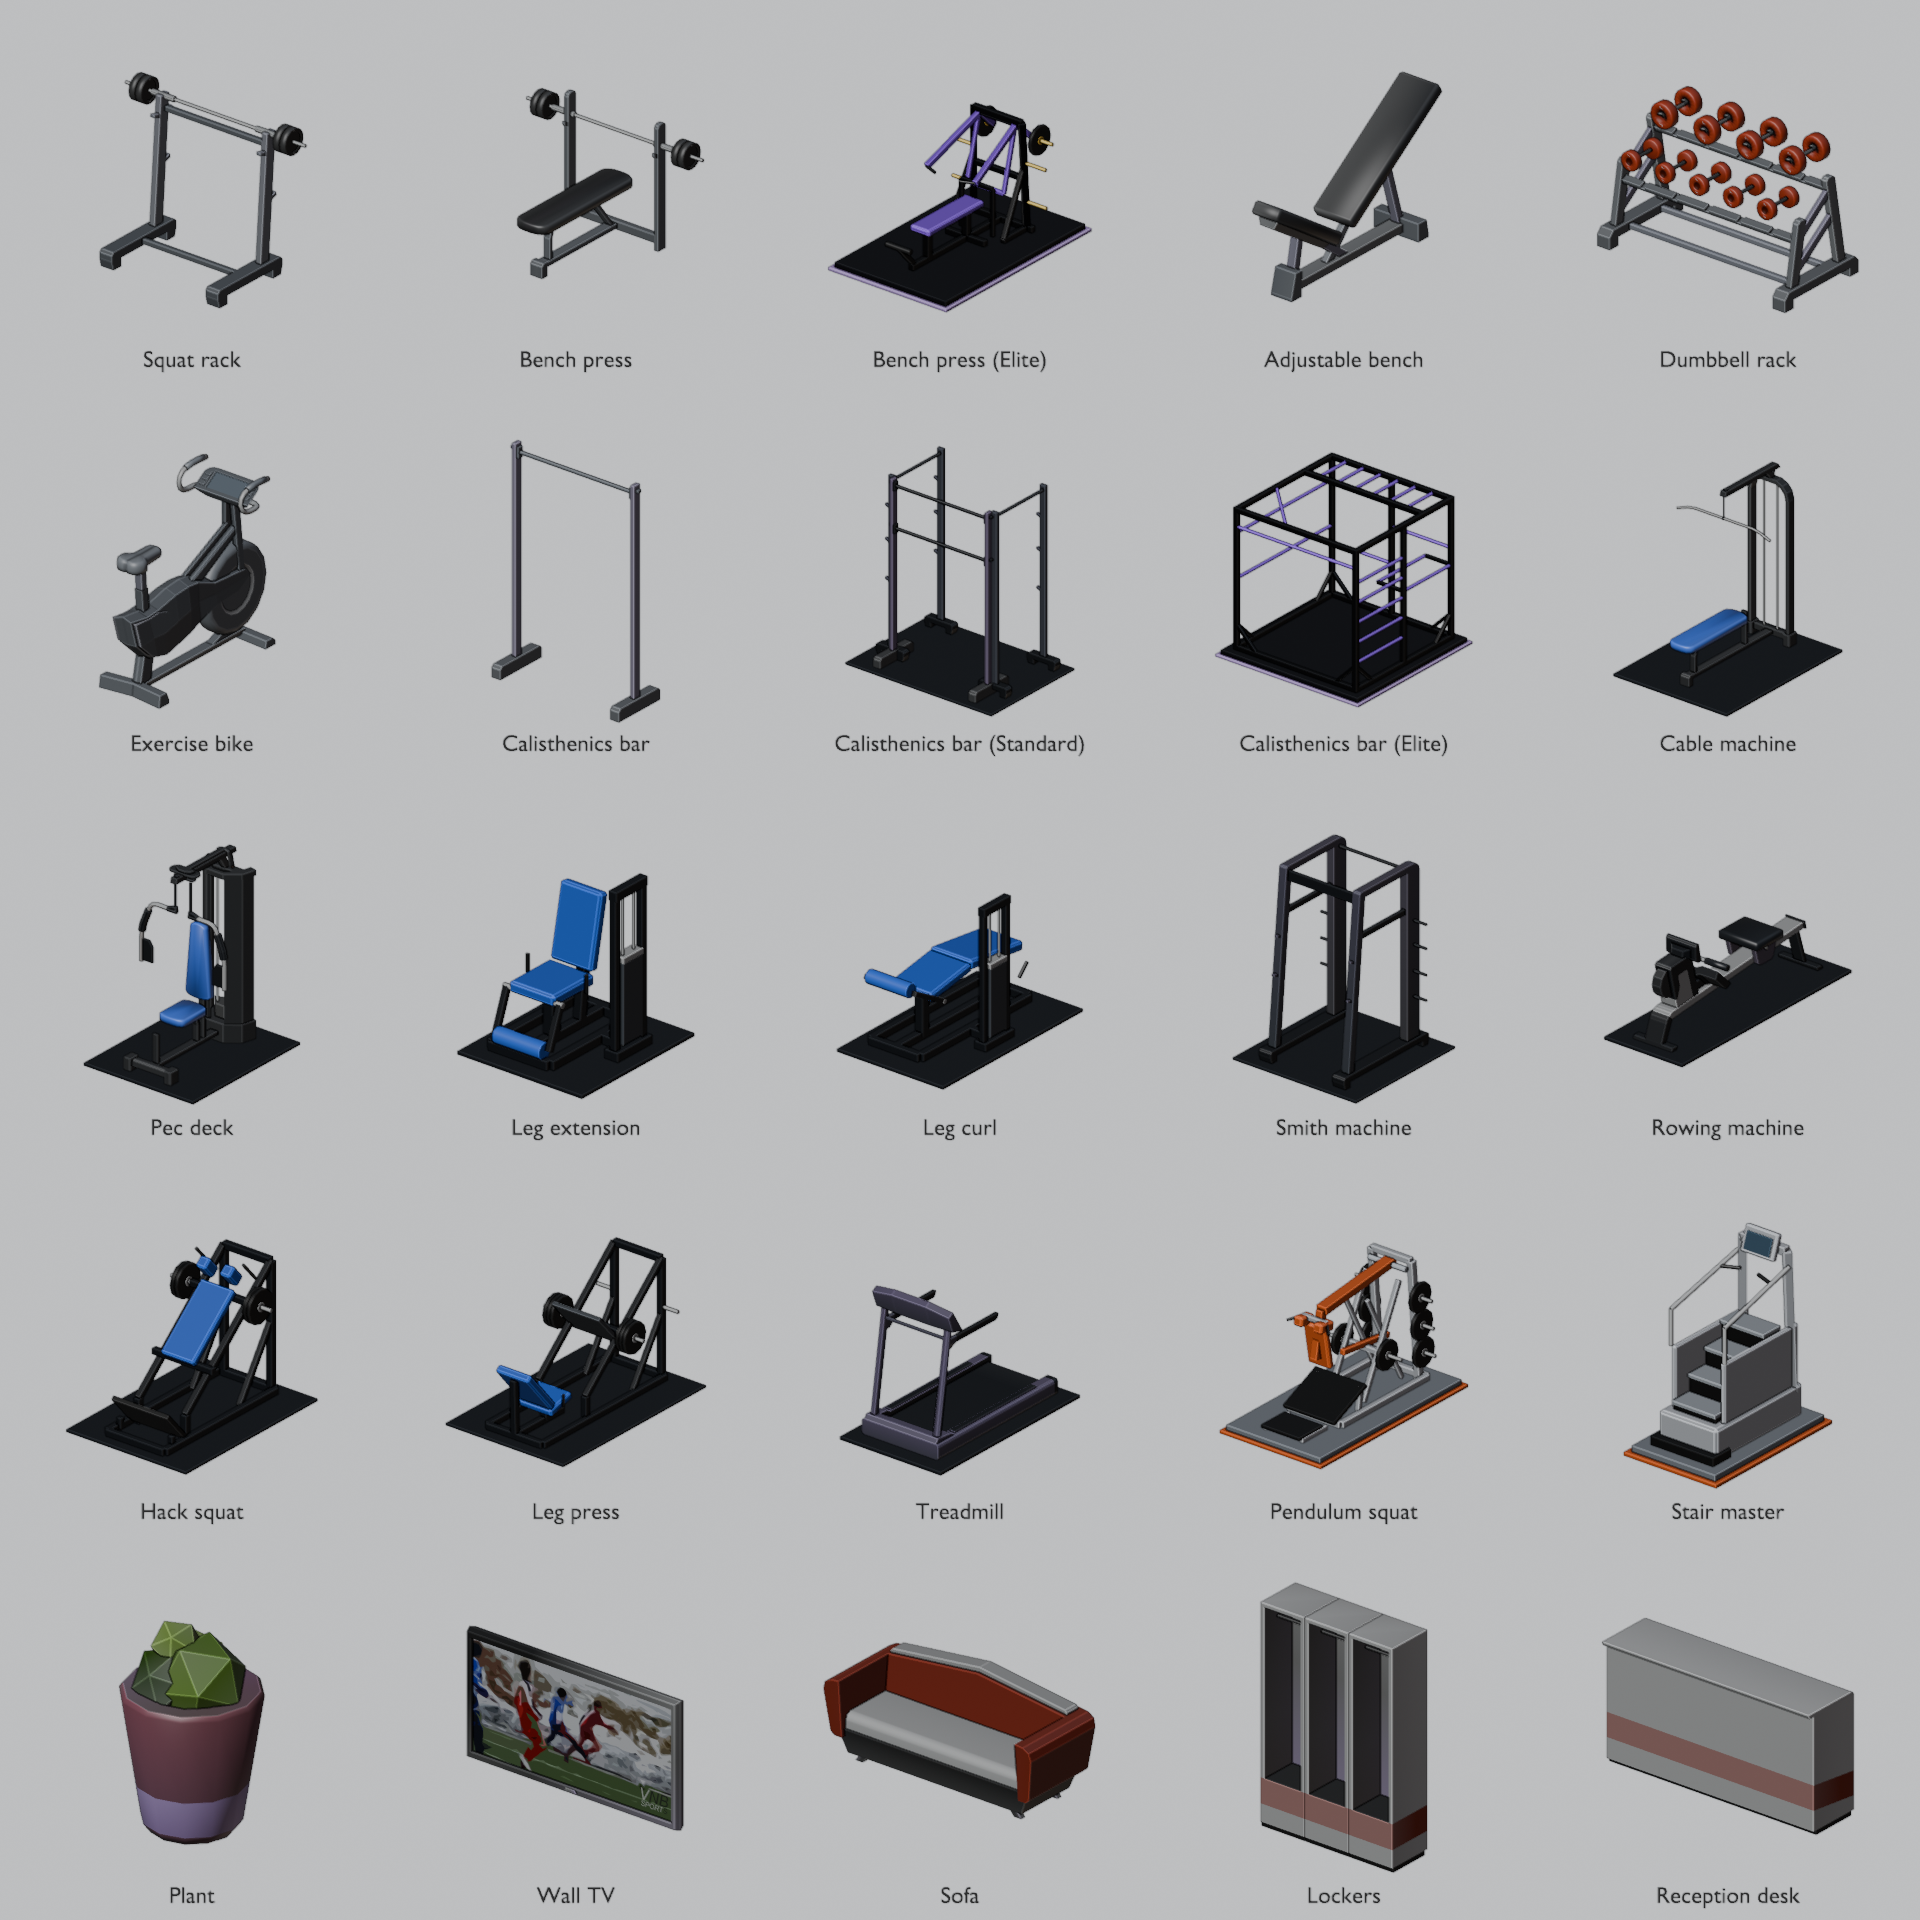 Squat rack
Bench press
Bench press (Elite)
Adjustable bench
Dumbbell rack
Exercise bike
Calisthenics bar
Calisthenics bar (Standard)
Calisthenics bar (Elite)
Cable machine
Pec deck
Leg extension
Leg curl
Smith machine
Rowing machine
Hack squat
Leg press
Treadmill
Pendulum squat
Stair master
SPORT
Plant
Wall TV
Sofa
Lockers
Reception desk